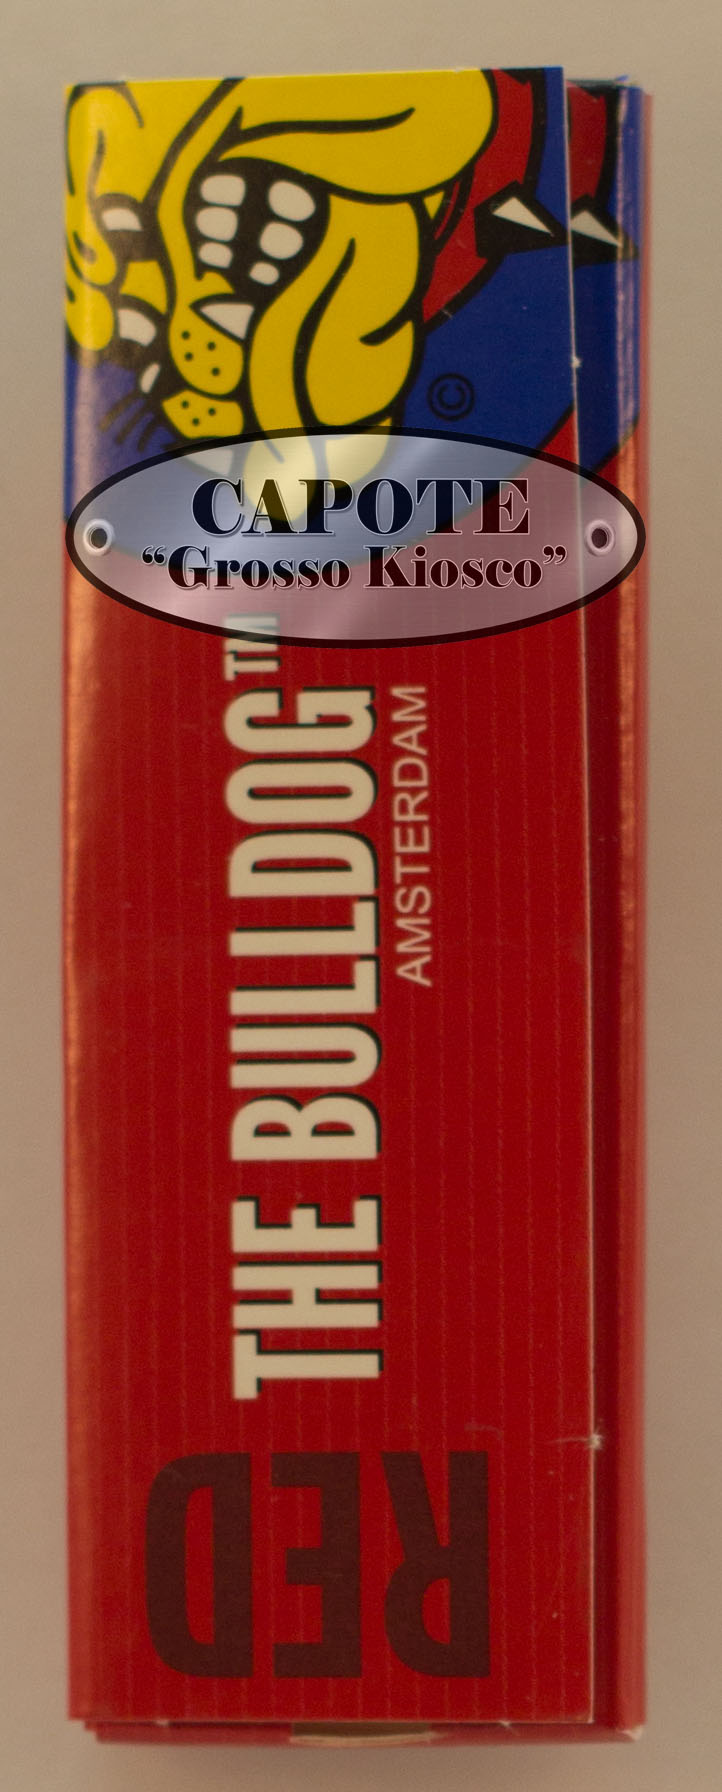 ©
CAPOTE
“Grosso Kiosco”
THE BULLDOG™
AMSTERDAM
RED